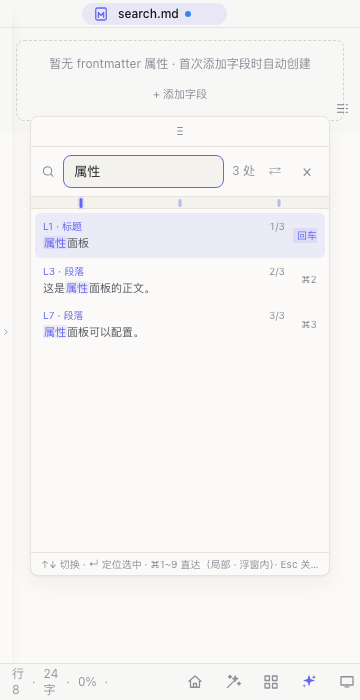 search.md
暂无 frontmatter 属性 · 首次添加字段时自动创建
+ 添加字段
属性
3 处
L1 · 标题
1/3
属性面板
回车
L3 · 段落
2/3
这是属性面板的正文。
⌘2
L7 · 段落
3/3
属性面板可以配置。
⌘3
↑↓ 切换 · ↵ 定位选中 · ⌘1~9 直达（局部 · 浮窗内）· Esc 关...
行 8 · 24 字 · 0% ·